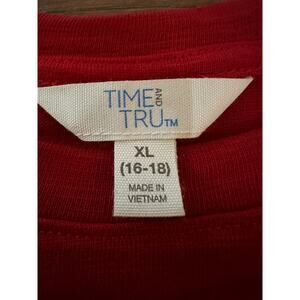 TIME AND
TRU™
XL
(16-18)
MADE IN
VIETNAM